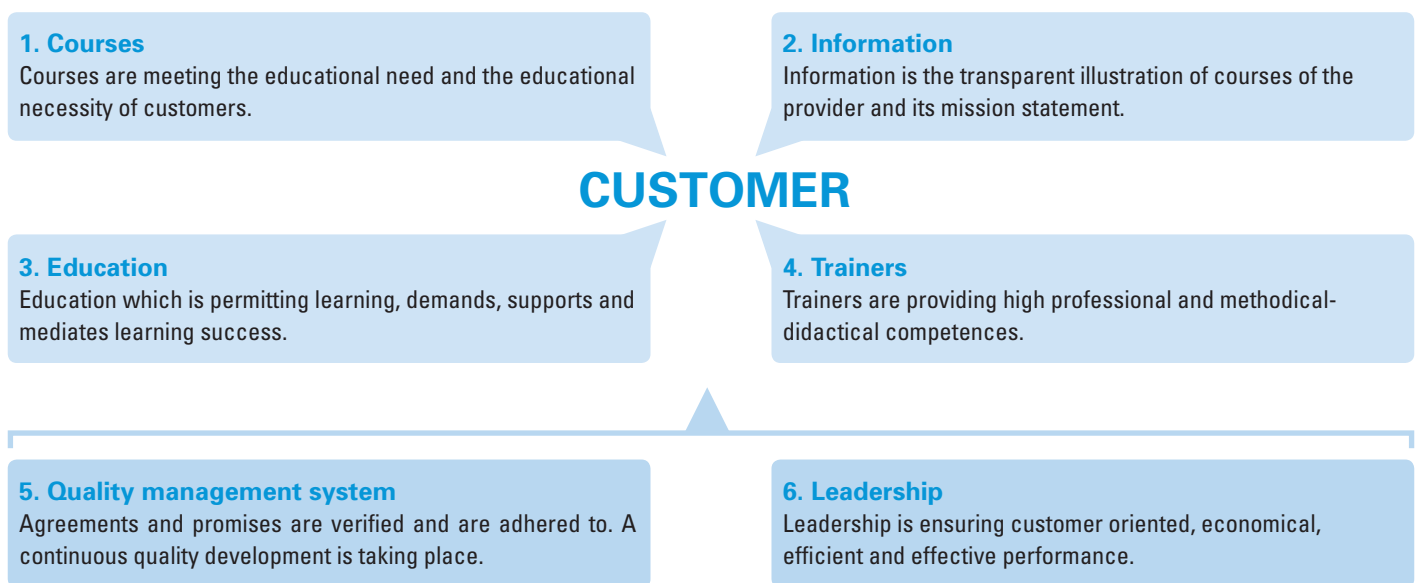 1. Courses
Courses are meeting the educational need and the educational
necessity of customers.
2. Information
Information is the transparent illustration of courses of the
provider and its mission statement.
CUSTOMER
3. Education
Education which is permitting learning, demands, supports and
mediates learning success.
4. Trainers
Trainers are providing high professional and methodical-
didactical competences.
5. Quality management system
Agreements and promises are verified and are adhered to. A
continuous quality development is taking place.
6. Leadership
Leadership is ensuring customer oriented, economical,
efficient and effective performance.